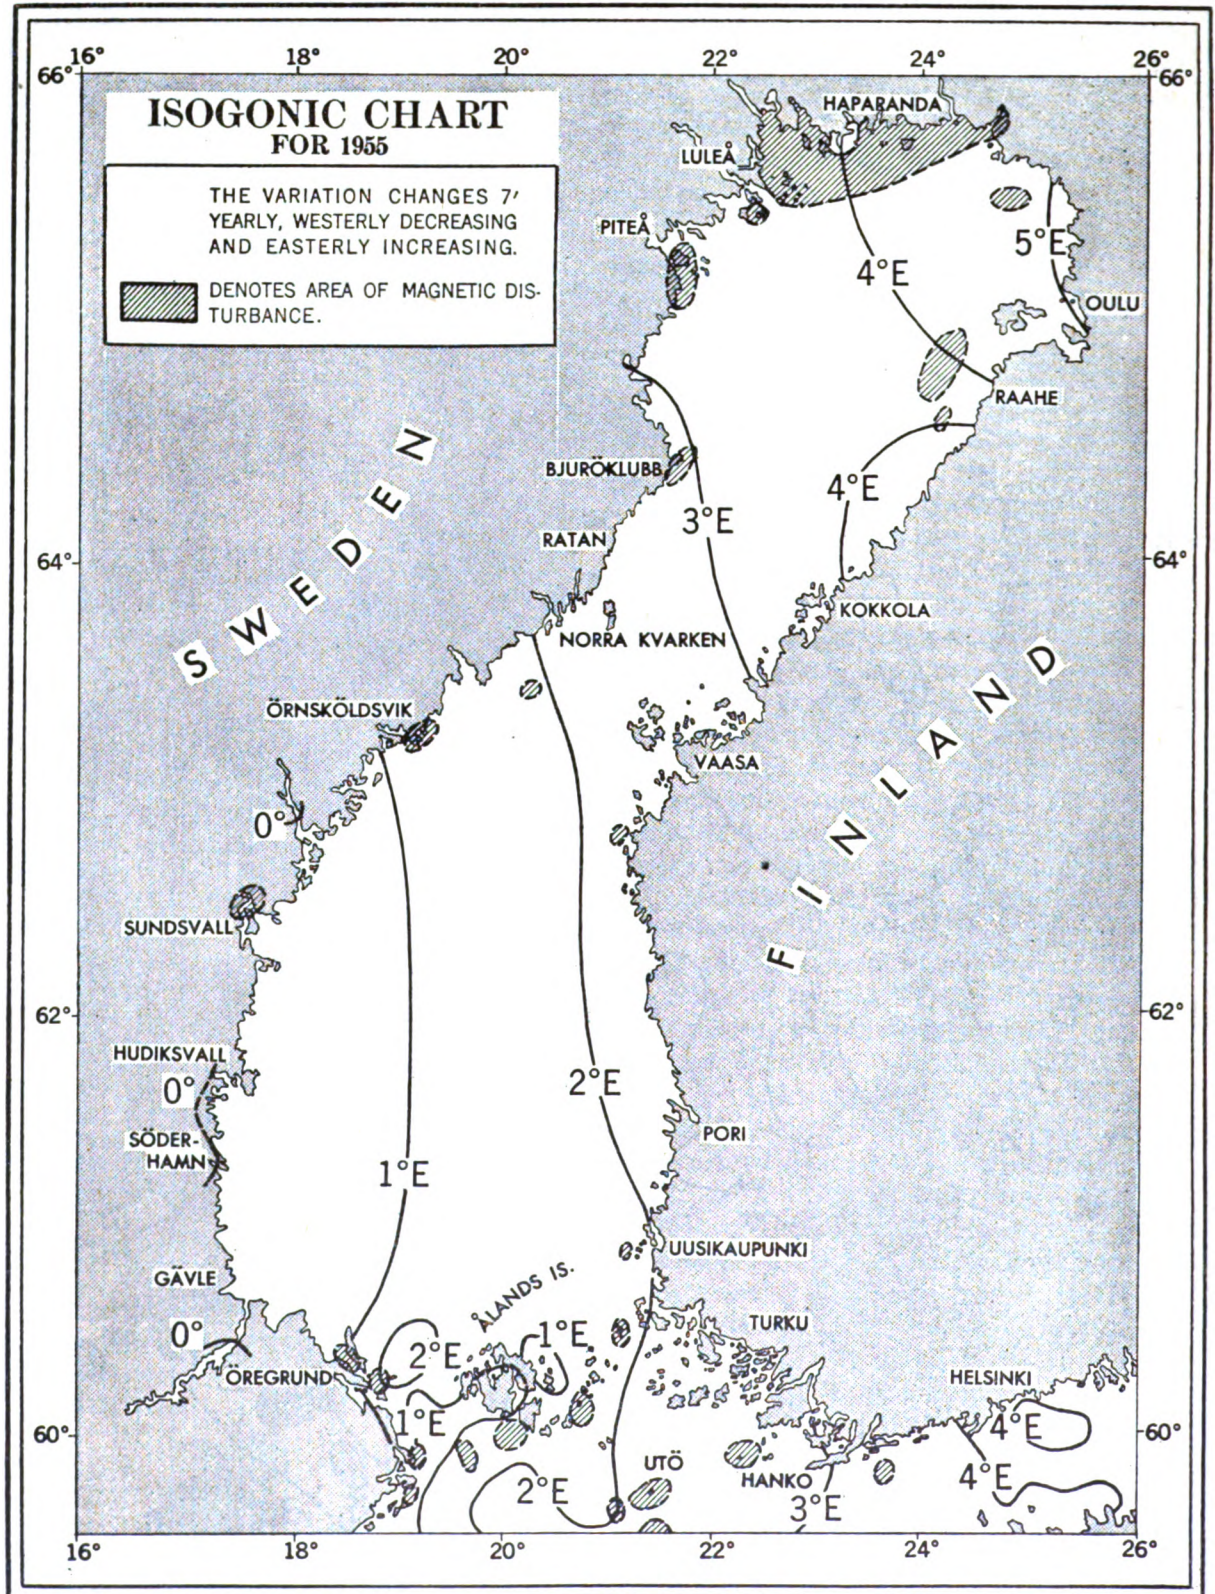 16° 18° 20° 22° 24° 26°
66° 66°
ISOGONIC CHART
FOR 1955
THE VARIATION CHANGES 7′
YEARLY, WESTERLY DECREASING
AND EASTERLY INCREASING.
DENOTES AREA OF MAGNETIC DIS-
TURBANCE.
HAPARANDA
LULEÅ
PITEÅ
5°E
4°E
OULU
RAAHE
SWEDEN
BJURÖKLUBB
4°E
3°E
RATAN
64° 64°
KOKKOLA
NORRA KVARKEN
FINLAND
ÖRNSKÖLDSVIK
VAASA
0°
SUNDSVALL
62° 62°
HUDIKSVALL
0°
2°E
SÖDER-
HAMN
PORI
1°E
UUSIKAUPUNKI
GÄVLE
ÅLANDS IS.
0°
TURKU
1°E
2°E
ÖREGRUND
HELSINKI
1°E
4°E
60° 60°
UTÖ
HANKO
4°E
2°E
3°E
16° 18° 20° 22° 24° 26°